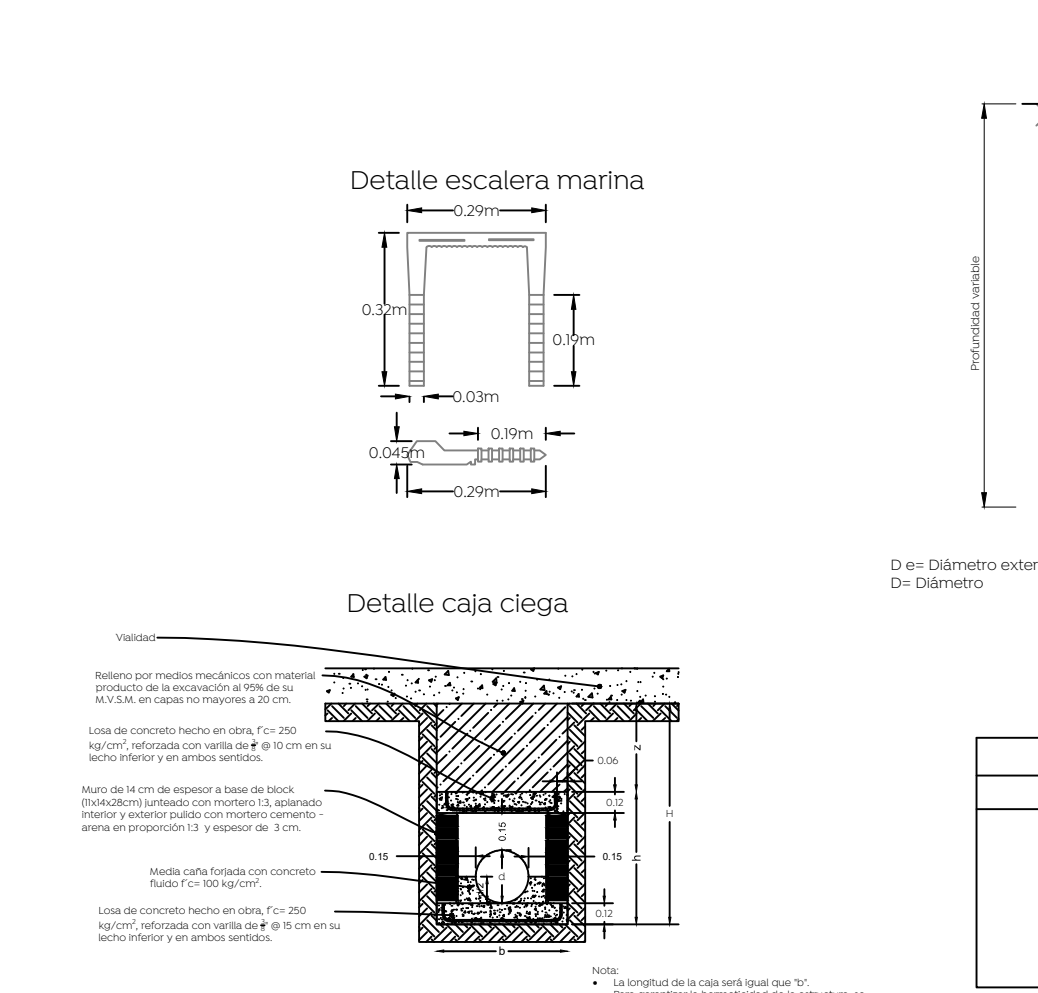 Detalle escalera marina
0.29m
0.32m
0.19m
0.03m
0.19m
0.045m
0.29m
Profundidad variable
D e= Diámetro exter
D= Diámetro
Detalle caja ciega
Vialidad
Relleno por medios mecánicos con material
producto de la excavación al 95% de su
M.V.S.M. en capas no mayores a 20 cm.
Losa de concreto hecho en obra, f´c= 250
kg/cm², reforzada con varilla de @ 10 cm en su
lecho inferior y en ambos sentidos.
Muro de 14 cm de espesor a base de block
(11x14x28cm) junteado con mortero 1:3, aplanado
interior y exterior pulido con mortero cemento -
arena en proporción 1:3 y espesor de 3 cm.
Media caña forjada con concreto
fluido f´c= 100 kg/cm².
Losa de concreto hecho en obra, f´c= 250
kg/cm², reforzada con varilla de @ 15 cm en su
lecho inferior y en ambos sentidos.
z
0.06
0.12
H
0.15
0.15
0.15
h
d
0.12
b
Nota:
• La longitud de la caja será igual que "b".